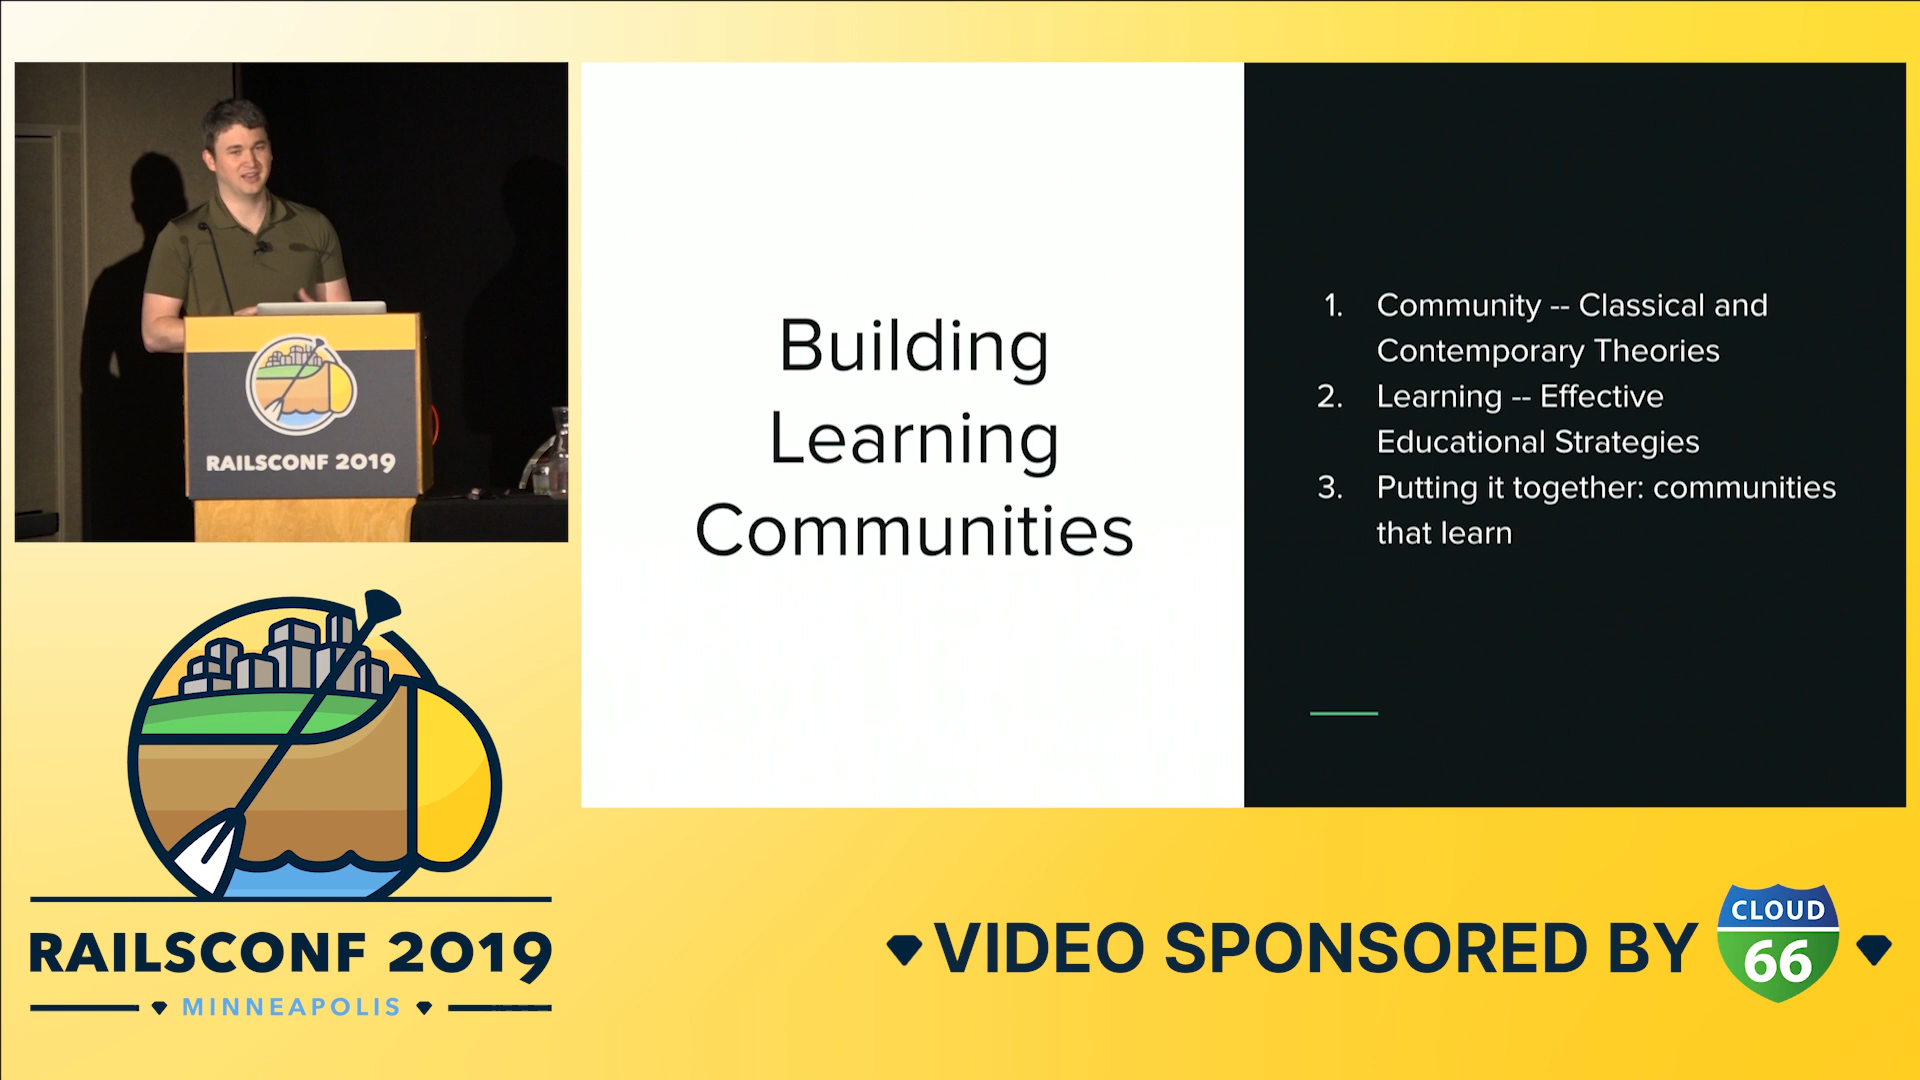 RAILSCONF 2019
Building
Learning
Communities
1. Community -- Classical and
Contemporary Theories
2. Learning -- Effective
Educational Strategies
3. Putting it together: communities
that learn
RAILSCONF 2019
MINNEAPOLIS
VIDEO SPONSORED BY
CLOUD
66